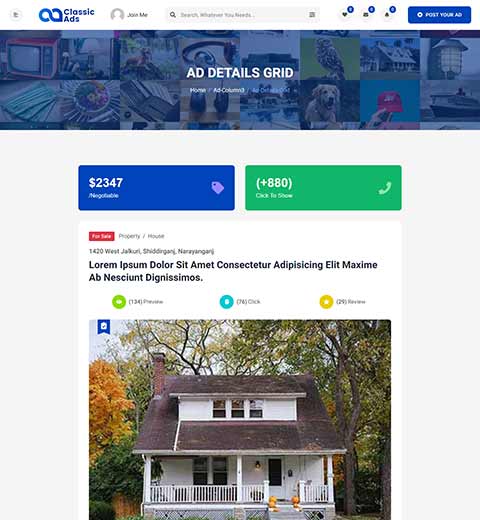 Classic
Ads
Join Me
Search, Whatever You Needs...
0
0
0
POST YOUR AD
AD DETAILS GRID
Home / Ad-Column3 / Ad-Details-Grid
$2347
/Negotiable
(+880)
Click To Show
For Sale
Property / House
1420 West Jalkuri, Shiddirganj, Narayanganj
Lorem Ipsum Dolor Sit Amet Consectetur Adipisicing Elit Maxime
Ab Nesciunt Dignissimos.
(134) Preview
(76) Click
(29) Review